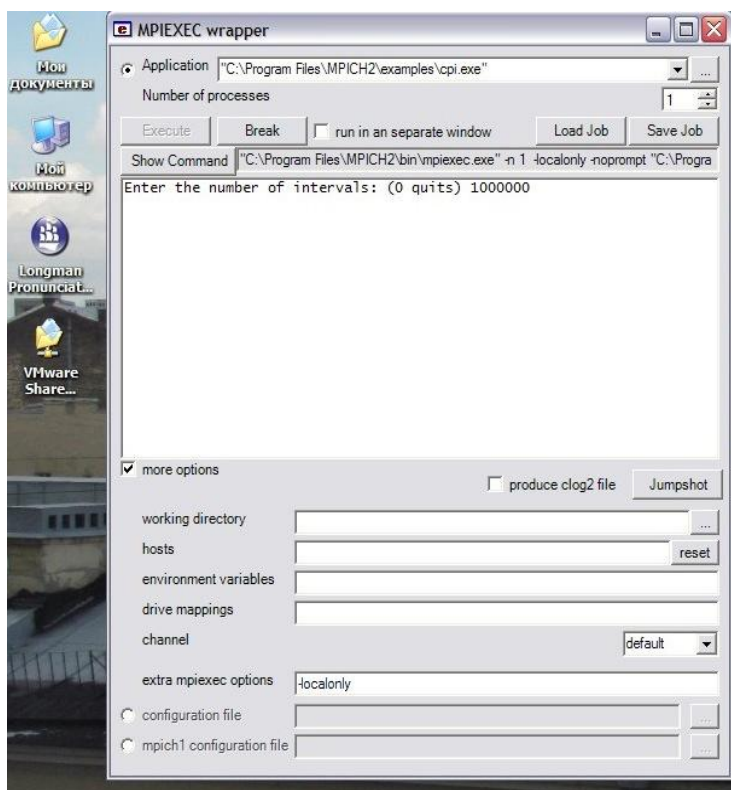 Мои
документы
Мой
компьютер
Longman
Pronunciat...
VMware
Share...
MPIEXEC wrapper
Application "C:\Program Files\MPICH2\examples\cpi.exe" ...
Number of processes 1
Execute Break run in an separate window Load Job Save Job
Show Command "C:\Program Files\MPICH2\bin\mpiexec.exe" -n 1 -localonly -noprompt "C:\Progra
Enter the number of intervals: (0 quits) 1000000
more options
produce clog2 file Jumpshot
working directory ...
hosts reset
environment variables
drive mappings
channel default
extra mpiexec options -localonly
configuration file ...
mpich1 configuration file ...